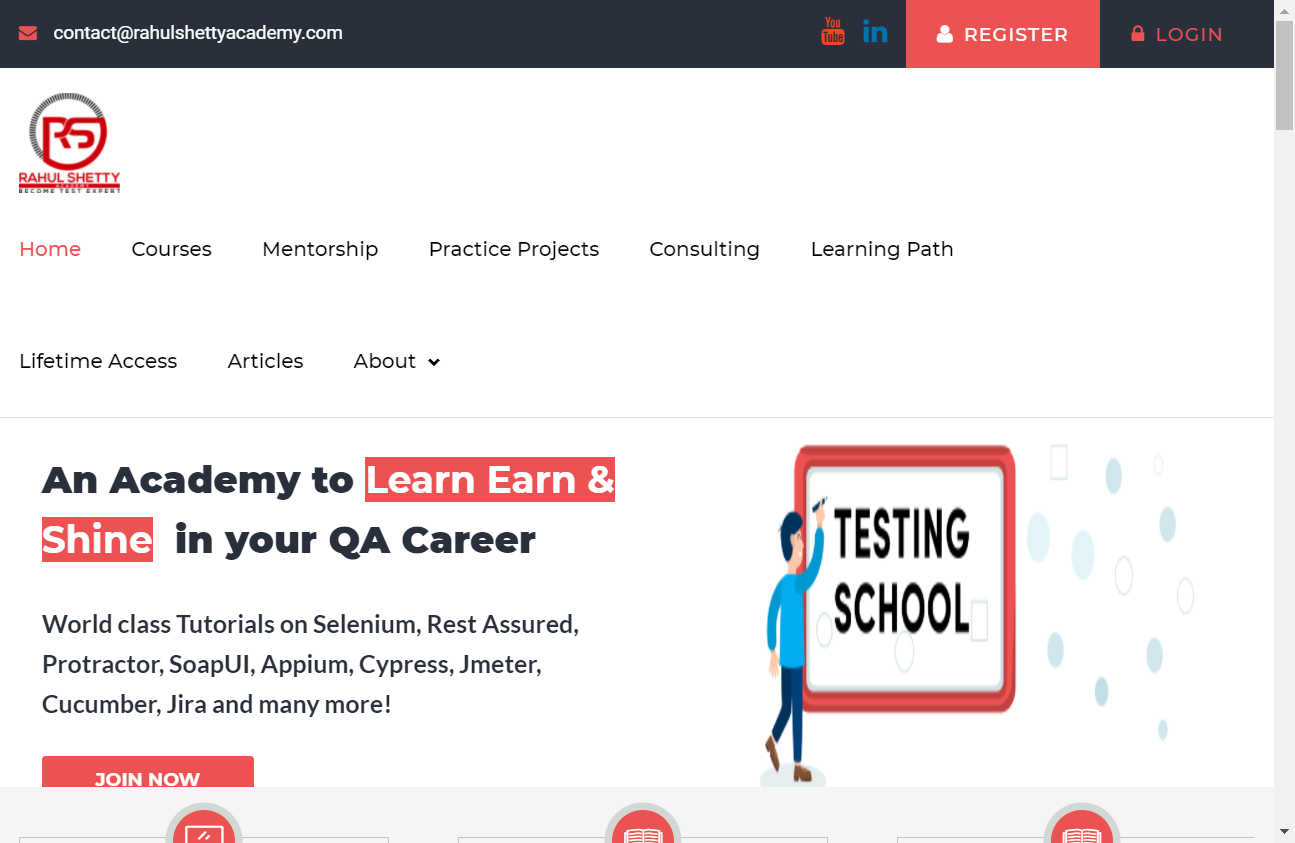 contact@rahulshettyacademy.com
You
Tube
in
REGISTER
LOGIN
RS
RAHUL SHETTY
ACADEMY
BECOME TEST EXPERT
Home Courses Mentorship Practice Projects Consulting Learning Path
Lifetime Access Articles About
An Academy to Learn Earn &
Shine in your QA Career
World class Tutorials on Selenium, Rest Assured,
Protractor, SoapUI, Appium, Cypress, Jmeter,
Cucumber, Jira and many more!
JOIN NOW
TESTING
SCHOOL